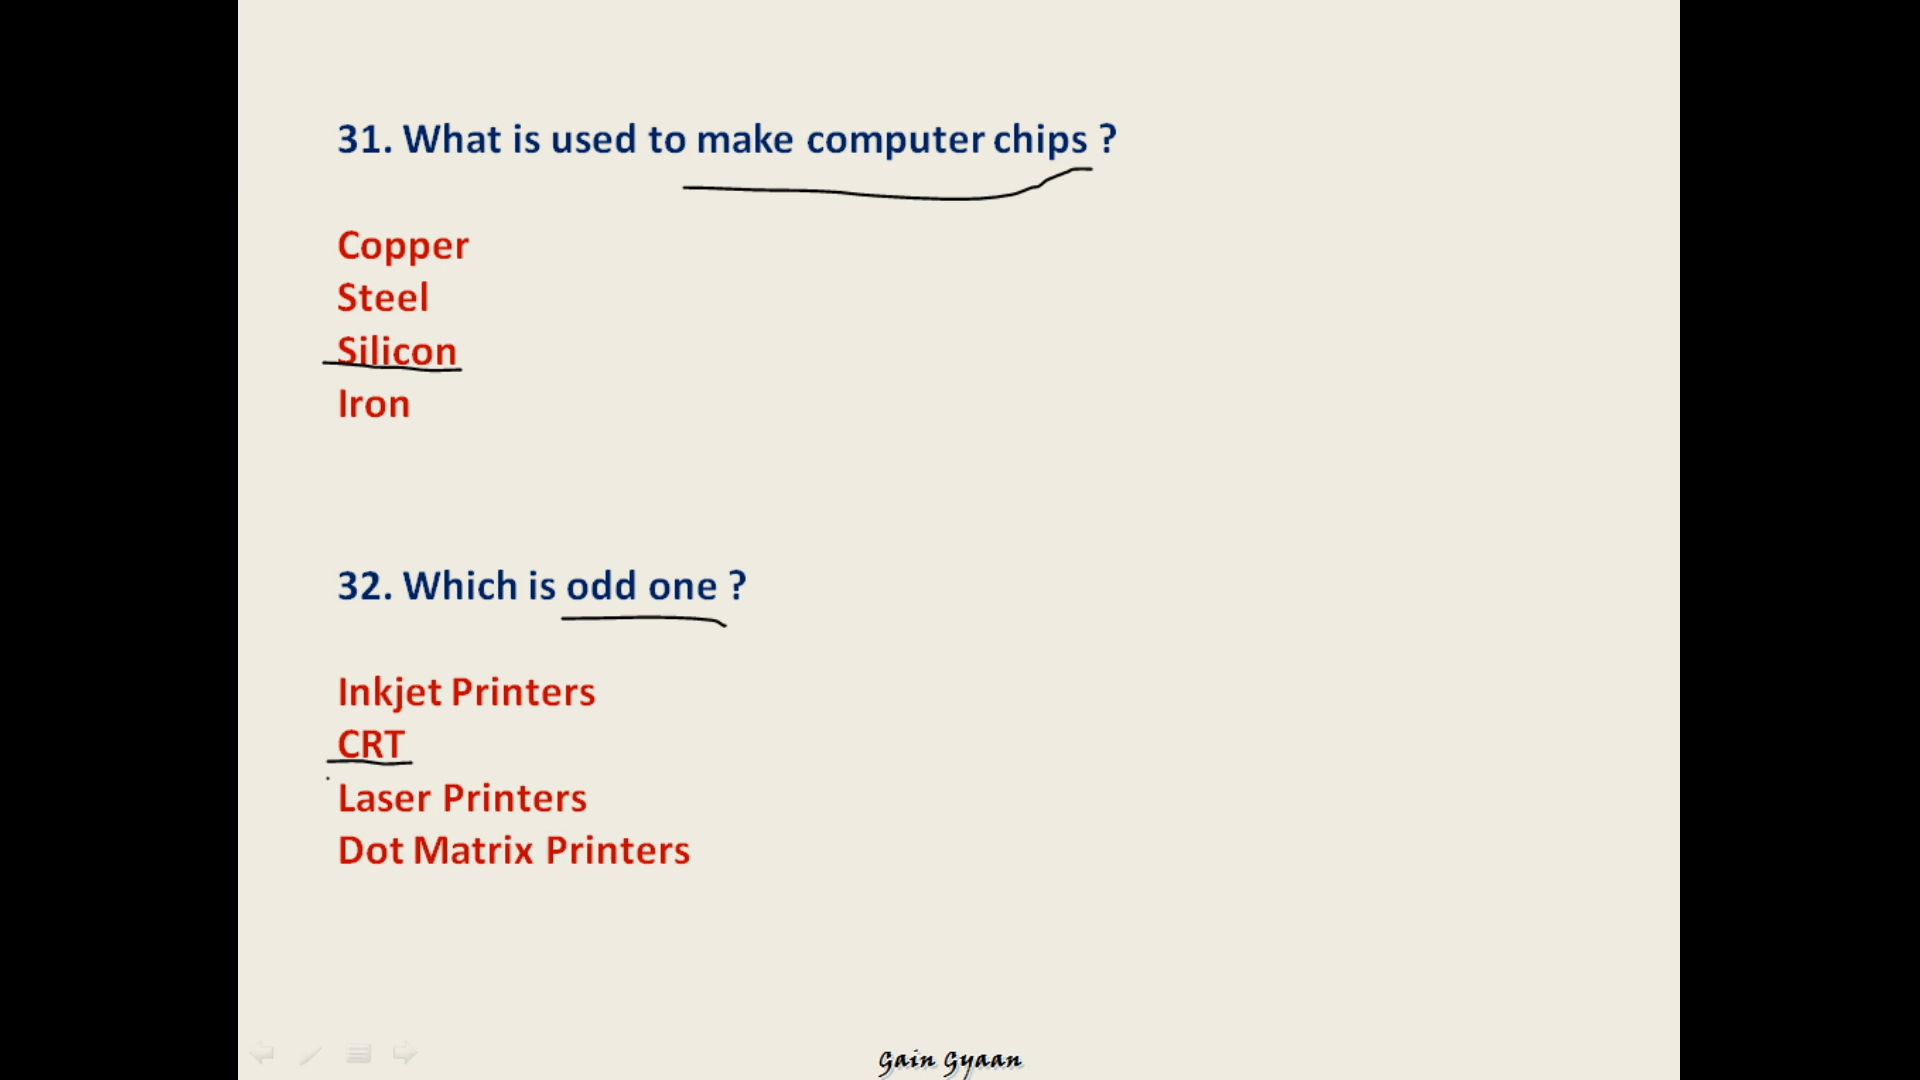 31. What is used to make computer chips ?
Copper
Steel
Silicon
Iron
32. Which is odd one ?
Inkjet Printers
CRT
Laser Printers
Dot Matrix Printers
Gain Gyaan